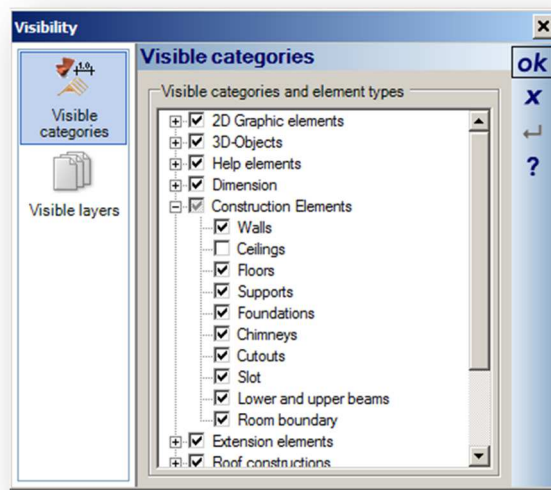 Visibility
Visible categories
ok
x
?
1.0
Visible
categories
Visible layers
Visible categories and element types
2D Graphic elements
3D-Objects
Help elements
Dimension
Construction Elements
Walls
Ceilings
Floors
Supports
Foundations
Chimneys
Cutouts
Slot
Lower and upper beams
Room boundary
Extension elements
Roof constructions